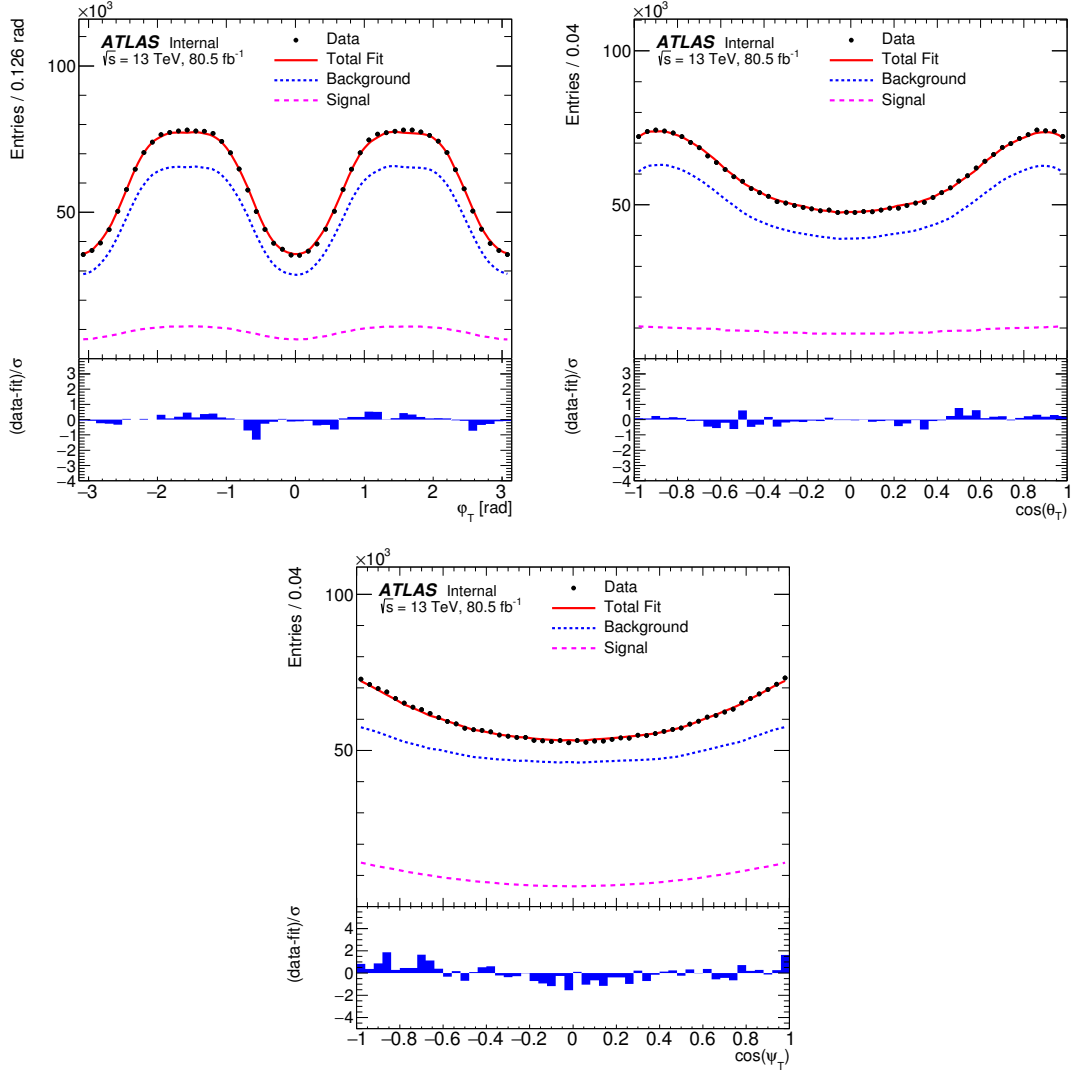 ×10³
Entries / 0.126 rad
ATLAS Internal
√s = 13 TeV, 80.5 fb⁻¹
Data
Total Fit
Background
Signal
100
50
(data-fit)/σ
3
2
1
0
−1
−2
−3
−4
−3 −2 −1 0 1 2 3
φ_T [rad]
×10³
Entries / 0.04
ATLAS Internal
√s = 13 TeV, 80.5 fb⁻¹
Data
Total Fit
Background
Signal
100
50
(data-fit)/σ
3
2
1
0
−1
−2
−3
−4
−1 −0.8 −0.6 −0.4 −0.2 0 0.2 0.4 0.6 0.8 1
cos(θ_T)
×10³
Entries / 0.04
ATLAS Internal
√s = 13 TeV, 80.5 fb⁻¹
Data
Total Fit
Background
Signal
100
50
(data-fit)/σ
4
2
0
−2
−4
−1 −0.8 −0.6 −0.4 −0.2 0 0.2 0.4 0.6 0.8 1
cos(ψ_T)